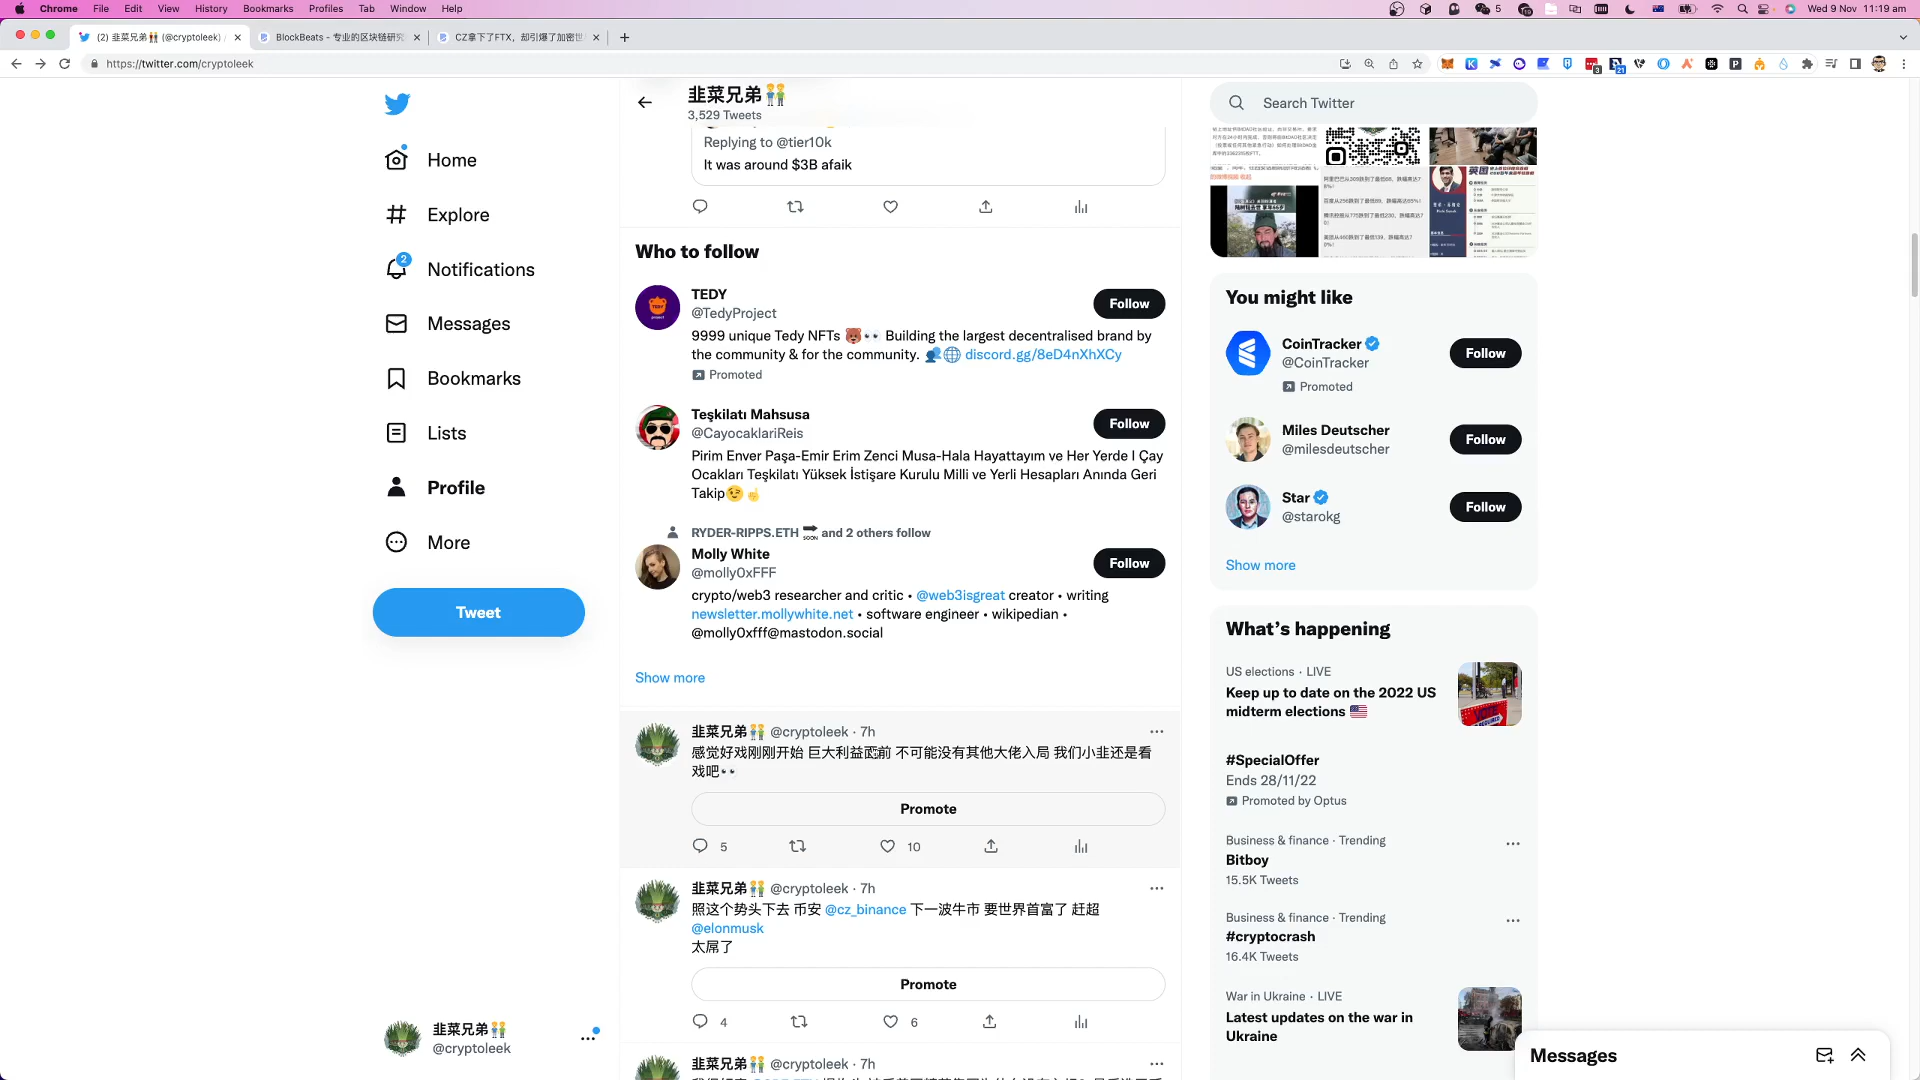 Chrome File Edit View History Bookmarks Profiles Tab Window Help
5
Wed 9 Nov 11:19 am
(2) 韭菜兄弟👬 (@cryptoleek) /
BlockBeats - 专业的区块链研究
CZ拿下了FTX，却引爆了加密世
https://twitter.com/cryptoleek
韭菜兄弟👬
3,529 Tweets
Home
Explore
2
Notifications
Messages
Bookmarks
Lists
Profile
More
Tweet
韭菜兄弟👬
@cryptoleek
Replying to @tier10k
It was around $3B afaik
Who to follow
TEDY
@TedyProject
Follow
9999 unique Tedy NFTs 🐻👀 Building the largest decentralised brand by
the community & for the community. 👥🌐 discord.gg/8eD4nXhXCy
Promoted
Teşkilatı Mahsusa
@CayocaklariReis
Follow
Pirim Enver Paşa-Emir Erim Zenci Musa-Hala Hayattayım ve Her Yerde I Çay
Ocakları Teşkilatı Yüksek İstişare Kurulu Milli ve Yerli Hesapları Anında Geri
Takip😉☝
RYDER-RIPPS.ETH 🔜 and 2 others follow
Molly White
@molly0xFFF
Follow
crypto/web3 researcher and critic • @web3isgreat creator • writing
newsletter.mollywhite.net • software engineer • wikipedian •
@molly0xfff@mastodon.social
Show more
韭菜兄弟👬 @cryptoleek · 7h
感觉好戏刚刚开始 巨大利益面前 不可能没有其他大佬入局 我们小韭还是看
戏吧👀
Promote
5 10
韭菜兄弟👬 @cryptoleek · 7h
照这个势头下去 币安 @cz_binance 下一波牛市 要世界首富了 赶超
@elonmusk
太屌了
Promote
4 6
韭菜兄弟👬 @cryptoleek · 7h
Search Twitter
You might like
CoinTracker
@CoinTracker
Promoted
Follow
Miles Deutscher
@milesdeutscher
Follow
Star
@starokg
Follow
Show more
What's happening
US elections · LIVE
Keep up to date on the 2022 US
midterm elections 🇺🇸
#SpecialOffer
Ends 28/11/22
Promoted by Optus
Business & finance · Trending
Bitboy
15.5K Tweets
Business & finance · Trending
#cryptocrash
16.4K Tweets
War in Ukraine · LIVE
Latest updates on the war in
Ukraine
Messages